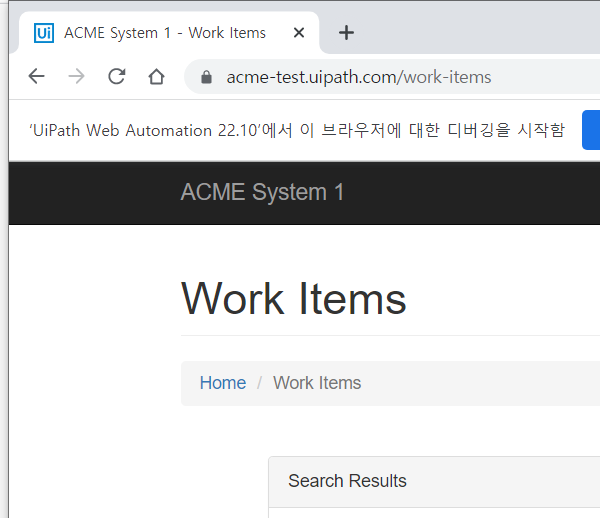 Ui ACME System 1 - Work Items
acme-test.uipath.com/work-items
‘UiPath Web Automation 22.10’에서 이 브라우저에 대한 디버깅을 시작함
ACME System 1
Work Items
Home / Work Items
Search Results